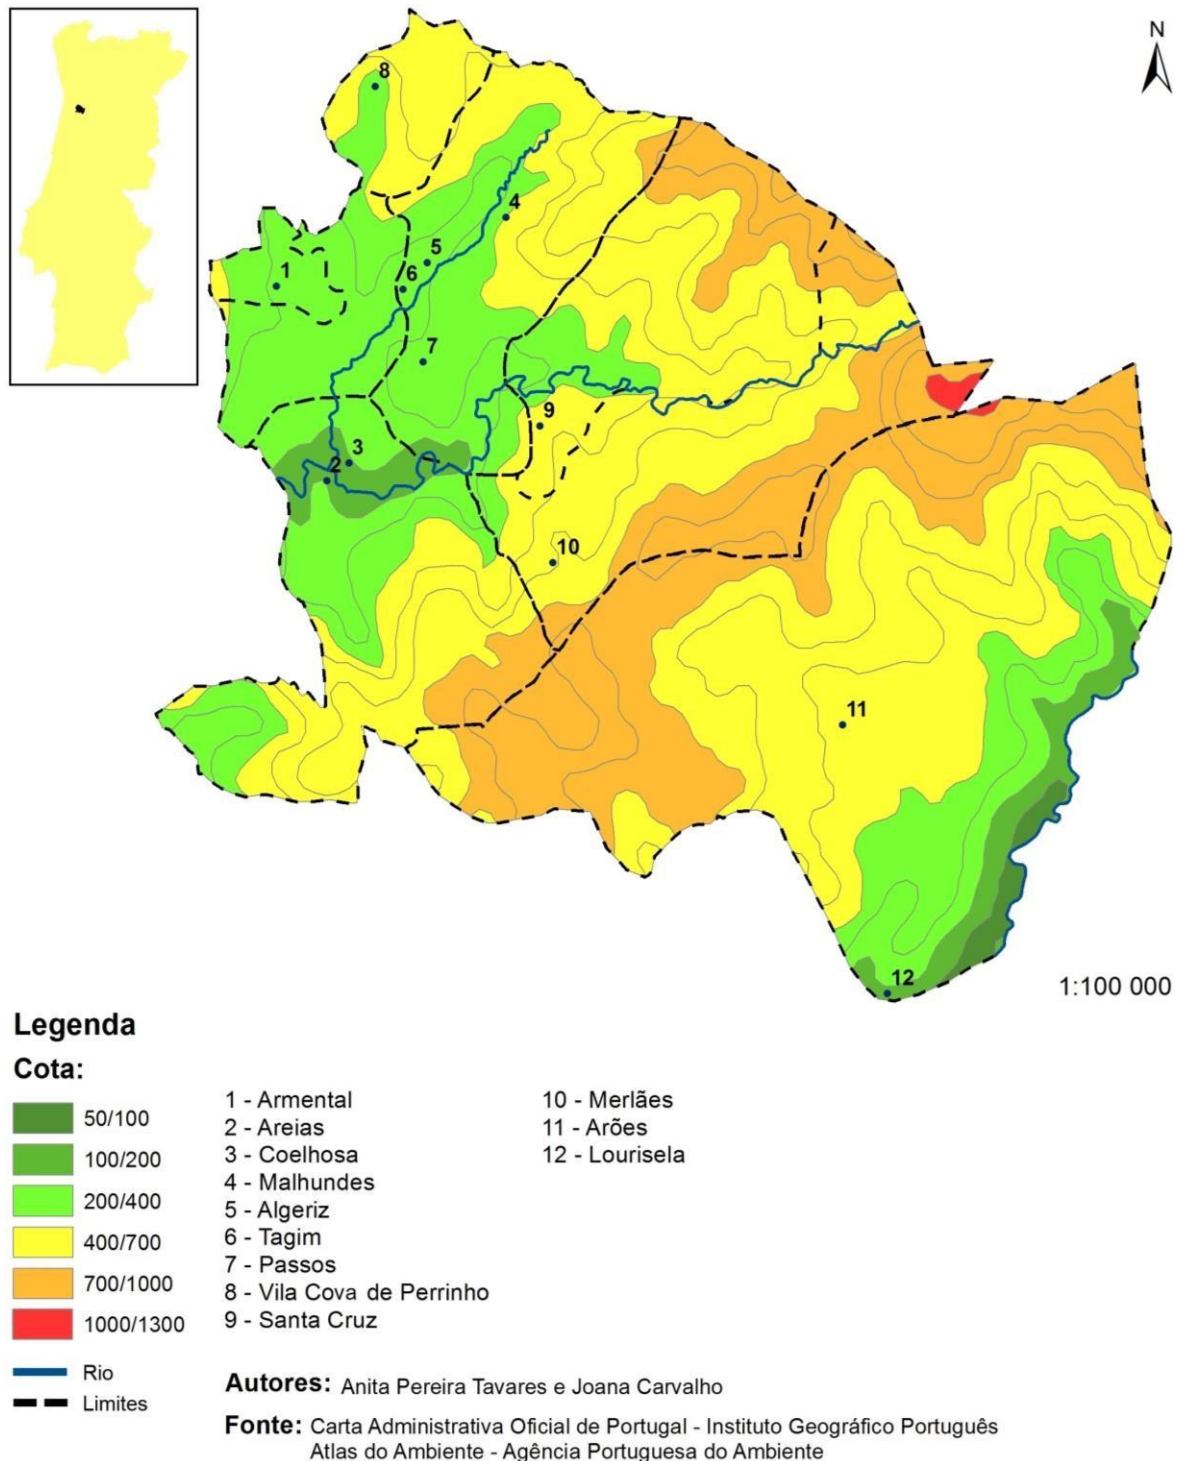 N
8
4
5
1
6
7
9
3
2
10
11
12
1:100 000
Legenda
Cota:
50/100
100/200
200/400
400/700
700/1000
1000/1300
Rio
Limites
1 - Armental
2 - Areias
3 - Coelhosa
4 - Malhundes
5 - Algeriz
6 - Tagim
7 - Passos
8 - Vila Cova de Perrinho
9 - Santa Cruz
10 - Merlães
11 - Arões
12 - Lourisela
Autores: Anita Pereira Tavares e Joana Carvalho
Fonte: Carta Administrativa Oficial de Portugal - Instituto Geográfico Português
Atlas do Ambiente - Agência Portuguesa do Ambiente